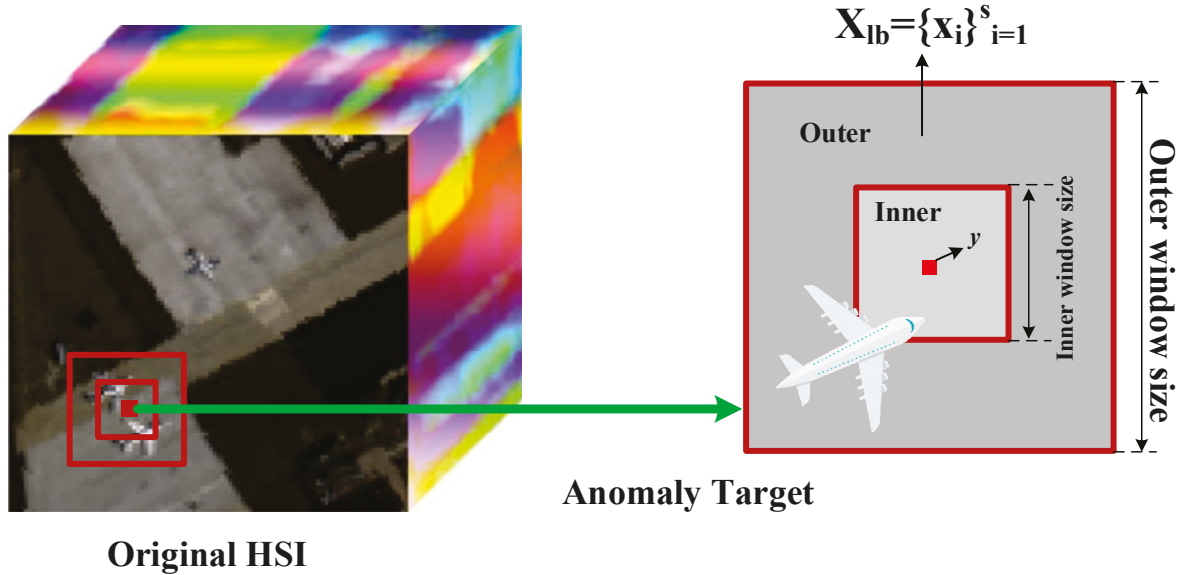 X_lb={x_i}^s_i=1
Outer
Inner
y
Inner window size
Outer window size
Anomaly Target
Original HSI